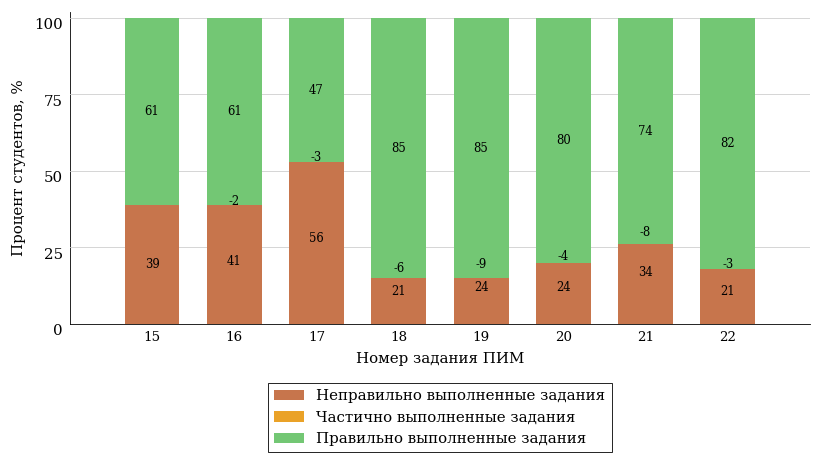 Процент студентов, %
100
75
50
25
0
61 61 47 85 85 80 74 82
-2 -3 -6 -9 -4 -8 -3
39 41 56 21 24 24 34 21
15 16 17 18 19 20 21 22
Номер задания ПИМ
Неправильно выполненные задания
Частично выполненные задания
Правильно выполненные задания